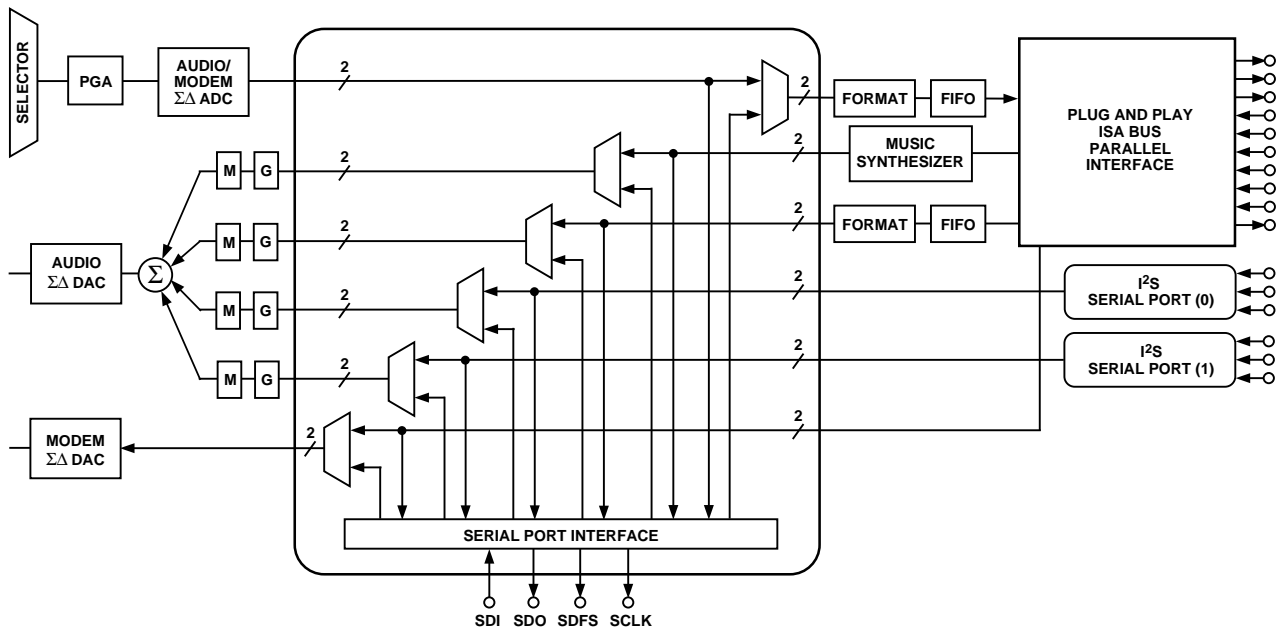 SELECTOR
PGA
AUDIO/
MODEM
ΣΔ ADC
2
2
FORMAT
FIFO
PLUG AND PLAY
ISA BUS
PARALLEL
INTERFACE
M
G
2
2
MUSIC
SYNTHESIZER
M
G
2
2
FORMAT
FIFO
AUDIO
ΣΔ DAC
Σ
M
G
2
2
I²S
SERIAL PORT (0)
M
G
2
2
I²S
SERIAL PORT (1)
MODEM
ΣΔ DAC
2
2
SERIAL PORT INTERFACE
SDI
SDO
SDFS
SCLK